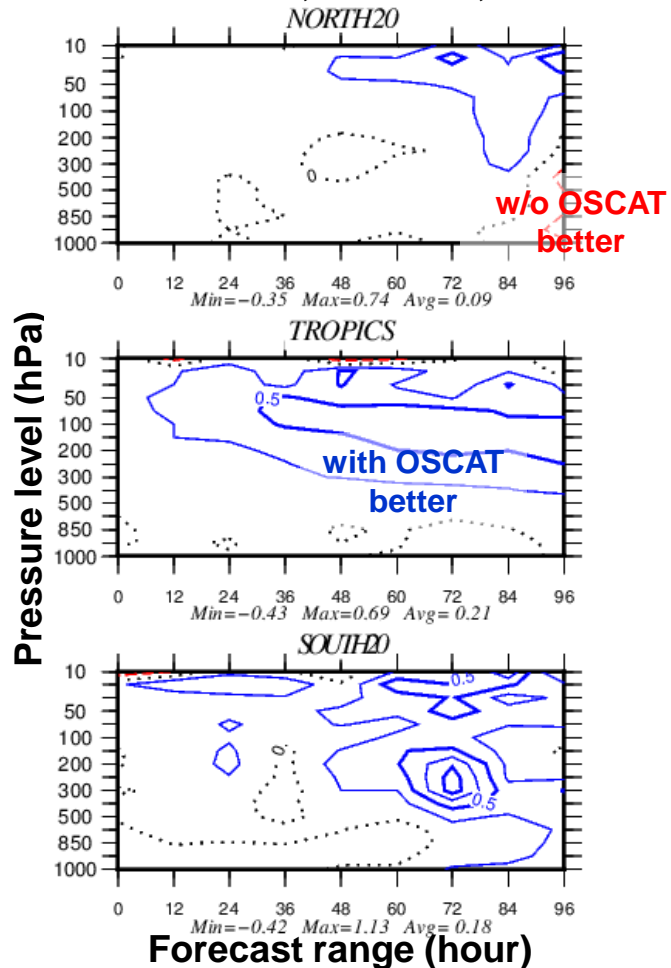 NORTH20
10
50
100
200
300
500
850
1000
0
w/o OSCAT
better
0 12 24 36 48 60 72 84 96
Min=−0.35 Max=0.74 Avg=0.09
TROPICS
10
50
100
200
300
500
850
1000
0.5
with OSCAT
better
0 12 24 36 48 60 72 84 96
Min=−0.43 Max=0.69 Avg=0.21
Pressure level (hPa)
SOUTH20
10
50
100
200
300
500
850
1000
0.5
0
0.5
0 12 24 36 48 60 72 84 96
Min=−0.42 Max=1.13 Avg=0.18
Forecast range (hour)